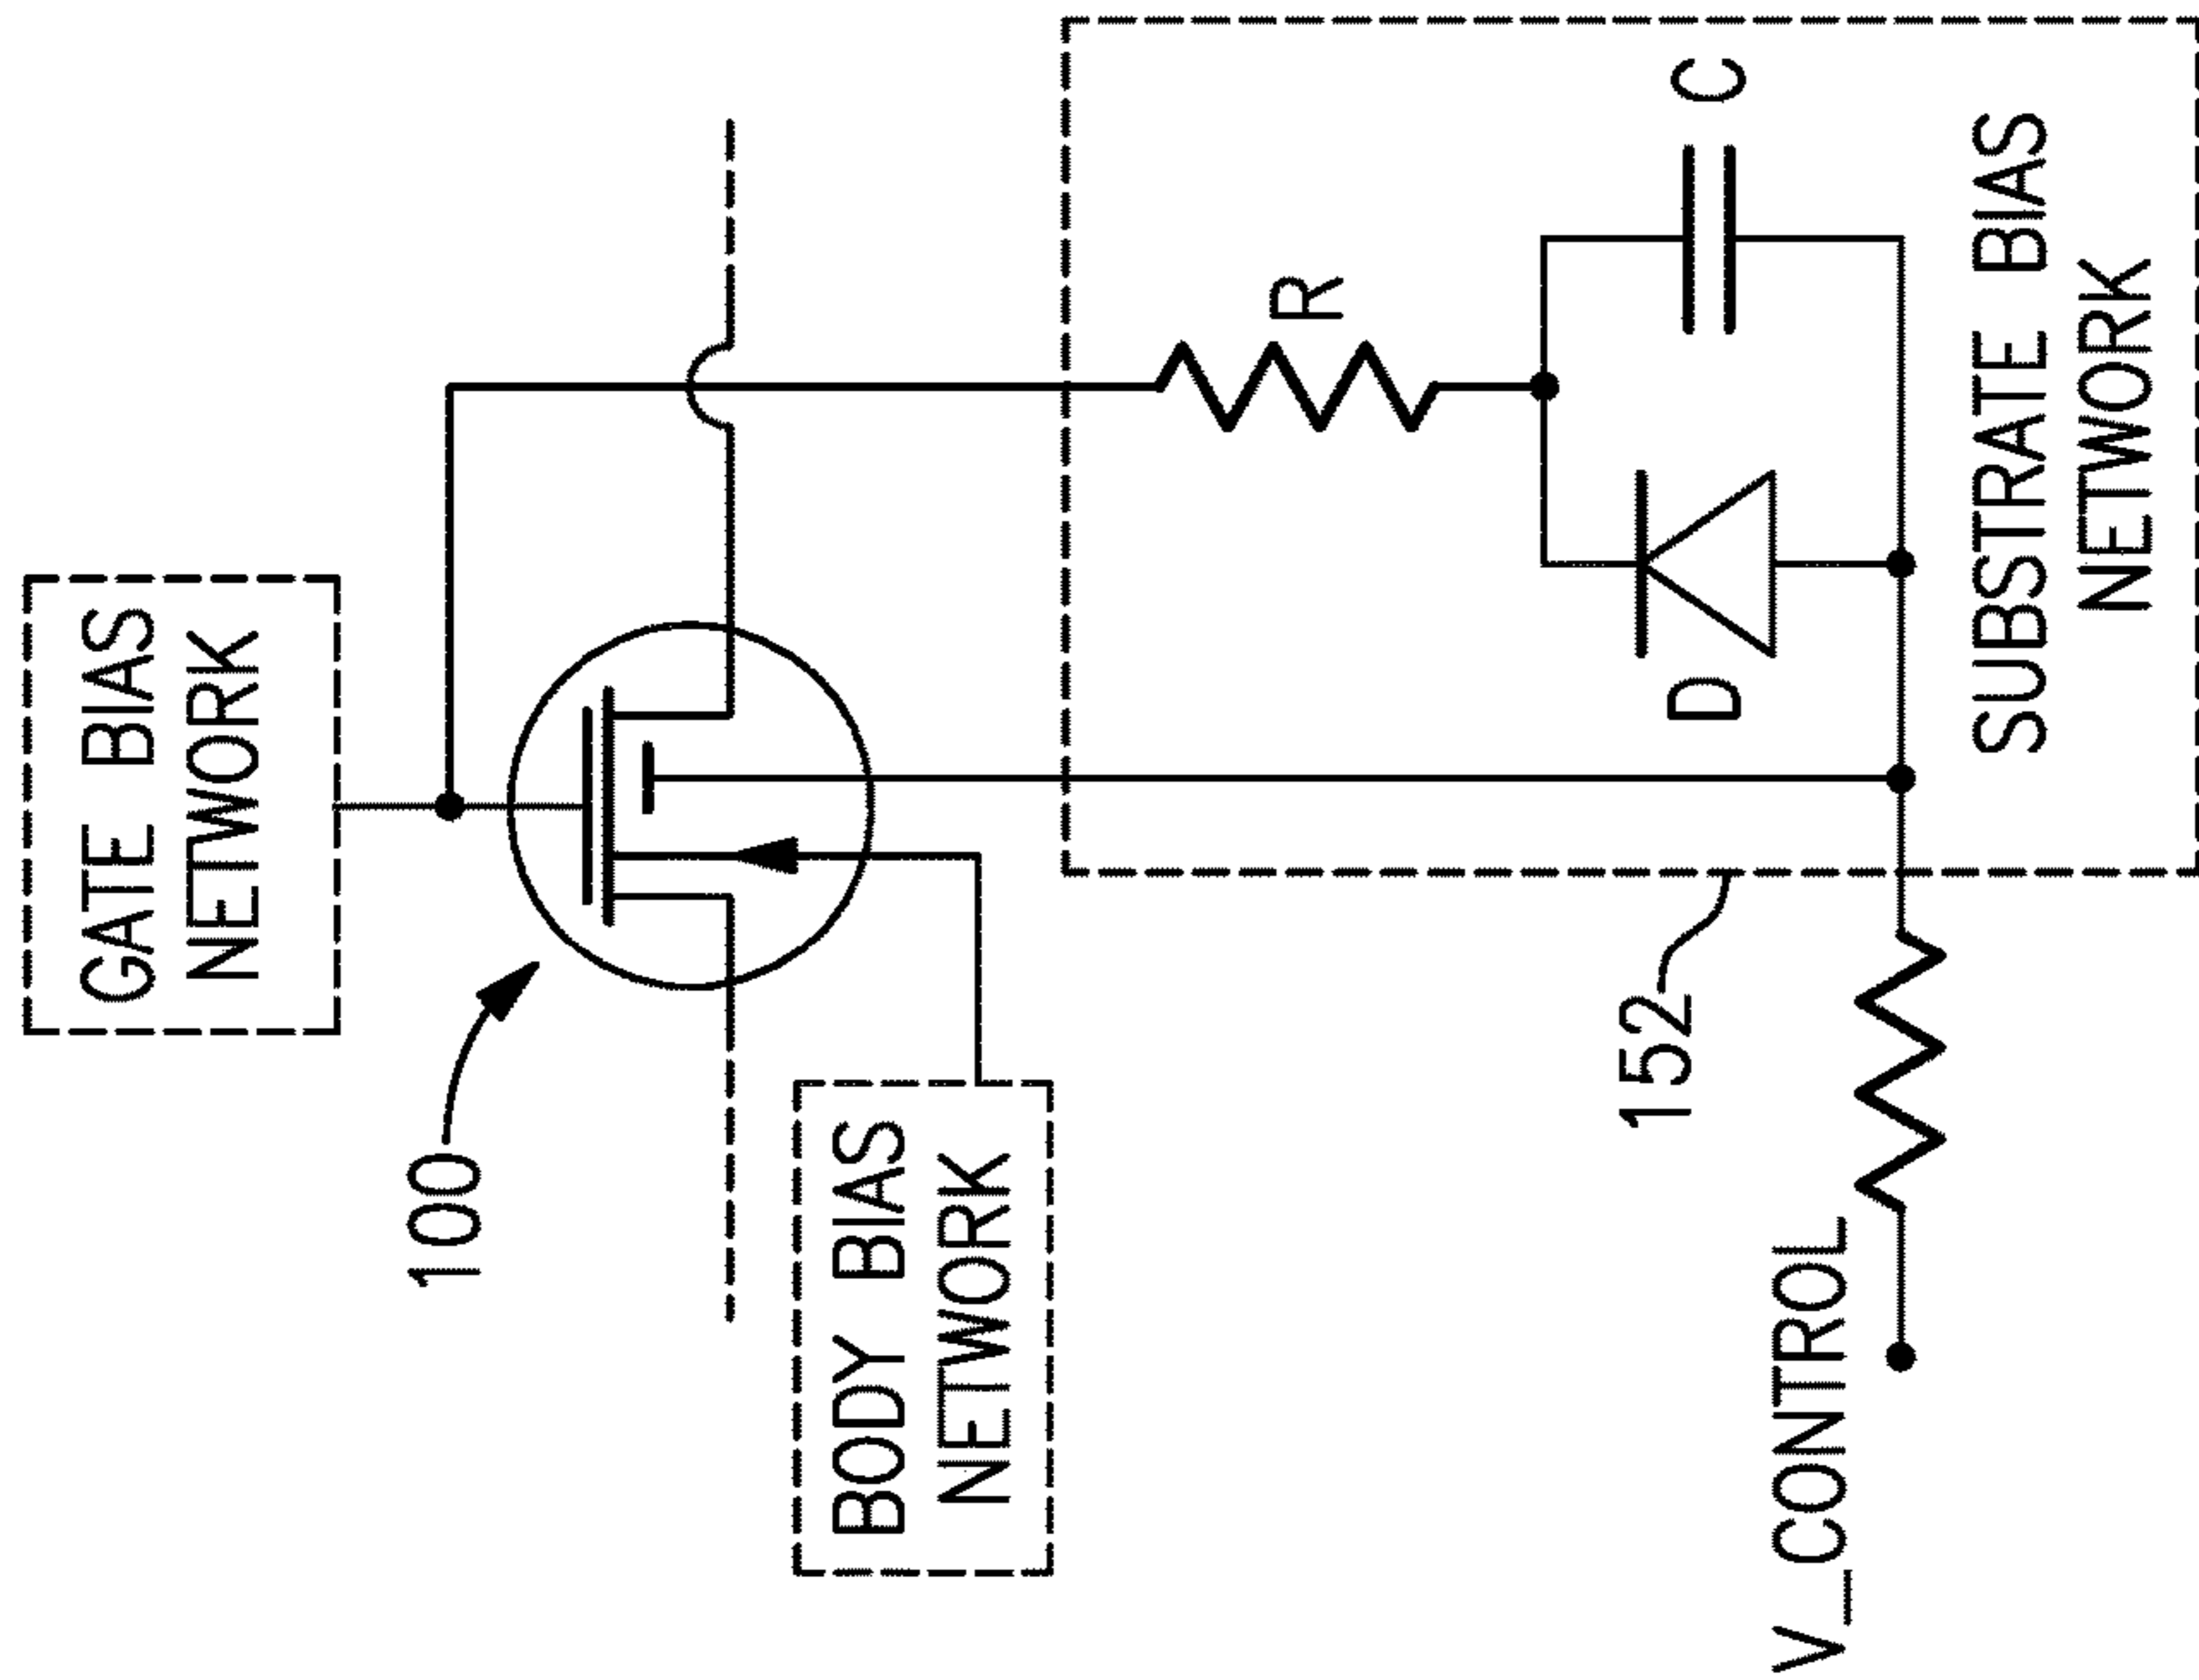 GATE BIAS
NETWORK
100
BODY BIAS
NETWORK
R
C
D
152
V_CONTROL
SUBSTRATE BIAS
NETWORK